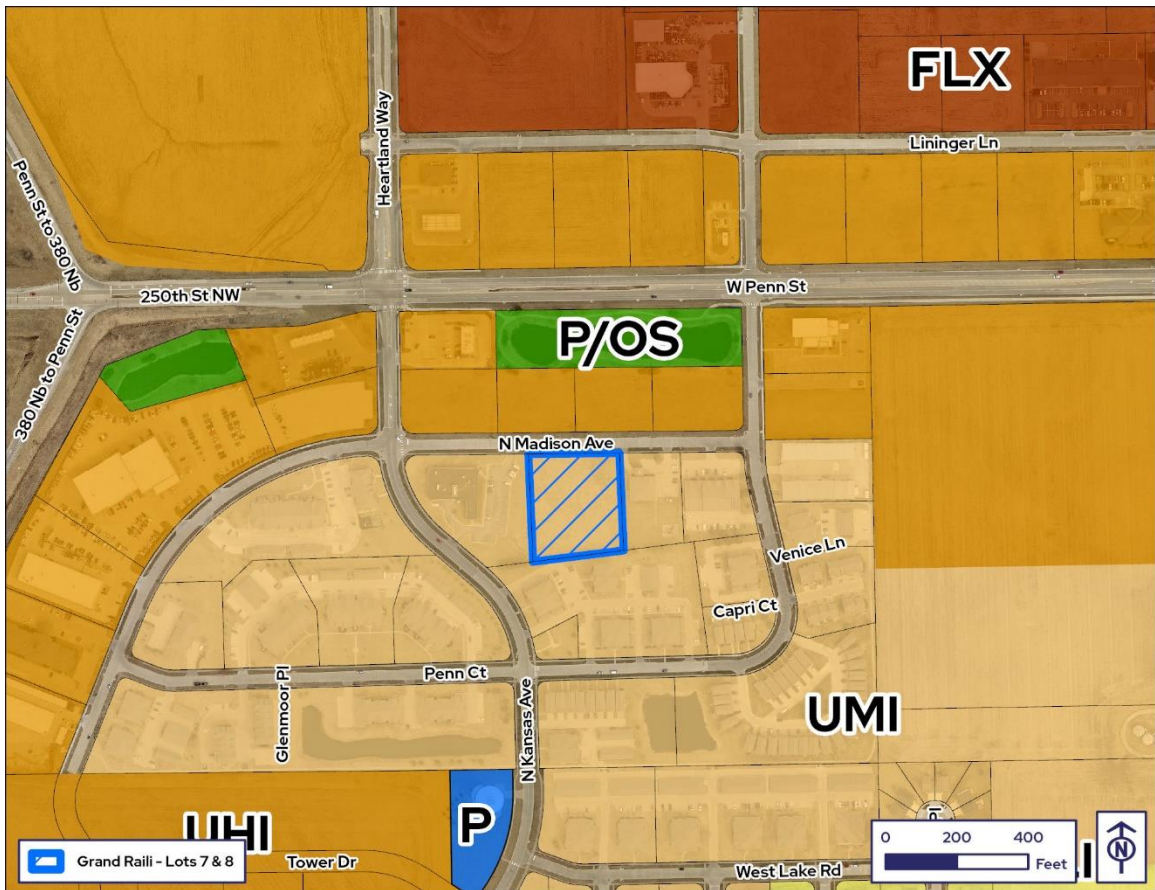 FLX
Heartland Way
Lininger Ln
Penn St to 380 Nb
250th St NW
W Penn St
380 Nb to Penn St
P/OS
N Madison Ave
Venice Ln
Capri Ct
Penn Ct
Glenmoor Pl
N Kansas Ave
UMI
UHI
P
Pl
0 200 400
Feet
N
Grand Raili - Lots 7 & 8
Tower Dr
West Lake Rd